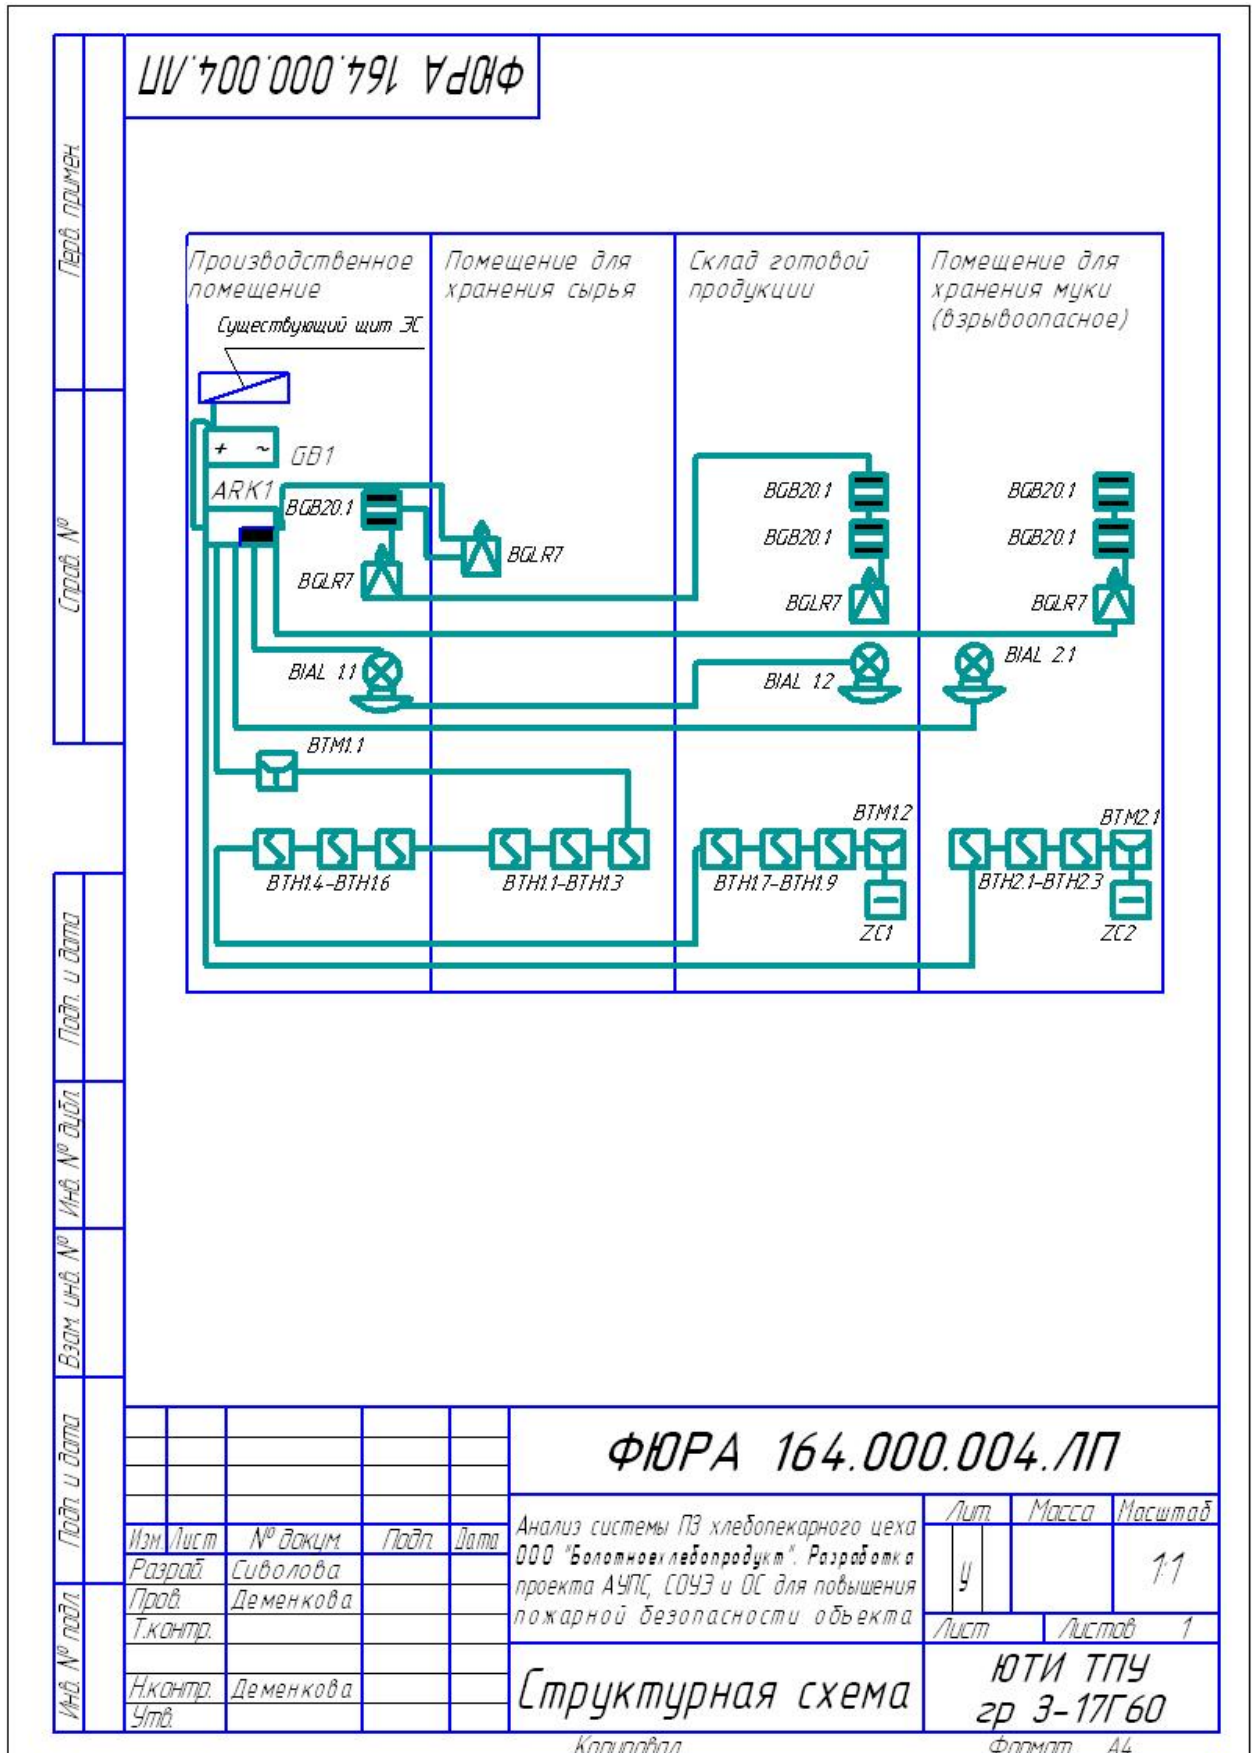 ФЮРА 164.000.004.ЛП
Перв. примен.
Справ. №
Подп. и дата
Инв. № дубл.
Взам. инв. №
Подп. и дата
Инв. № подл.
Производственное
помещение
Помещение для
хранения сырья
Склад готовой
продукции
Помещение для
хранения муки
(взрывоопасное)
Существующий щит ЭС
+ ~
GB1
ARK1
BGB20.1
BGLR7
BGLR7
BGB20.1
BGB20.1
BGLR7
BGB20.1
BGB20.1
BGLR7
BIAL 1.1
BIAL 1.2
BIAL 2.1
BTM1.1
BTM1.2
BTM2.1
BTH1.4-BTH1.6
BTH1.1-BTH1.3
BTH1.7-BTH1.9
BTH2.1-BTH2.3
ZC1
ZC2
ФЮРА 164.000.004.ЛП
Изм. Лист № докум. Подп. Дата
Разраб. Сиволова
Пров. Деменкова
Т.контр.
Н.контр. Деменкова
Утв.
Анализ системы ПЗ хлебопекарного цеха
ООО "Болотноехлебопродукт". Разработка
проекта АУПС, СОУЭ и ОС для повышения
пожарной безопасности объекта
Лит. Масса Масштаб
у 1:1
Лист Листов 1
Структурная схема
ЮТИ ТПУ
гр З-17Г60
Копировал Формат А4